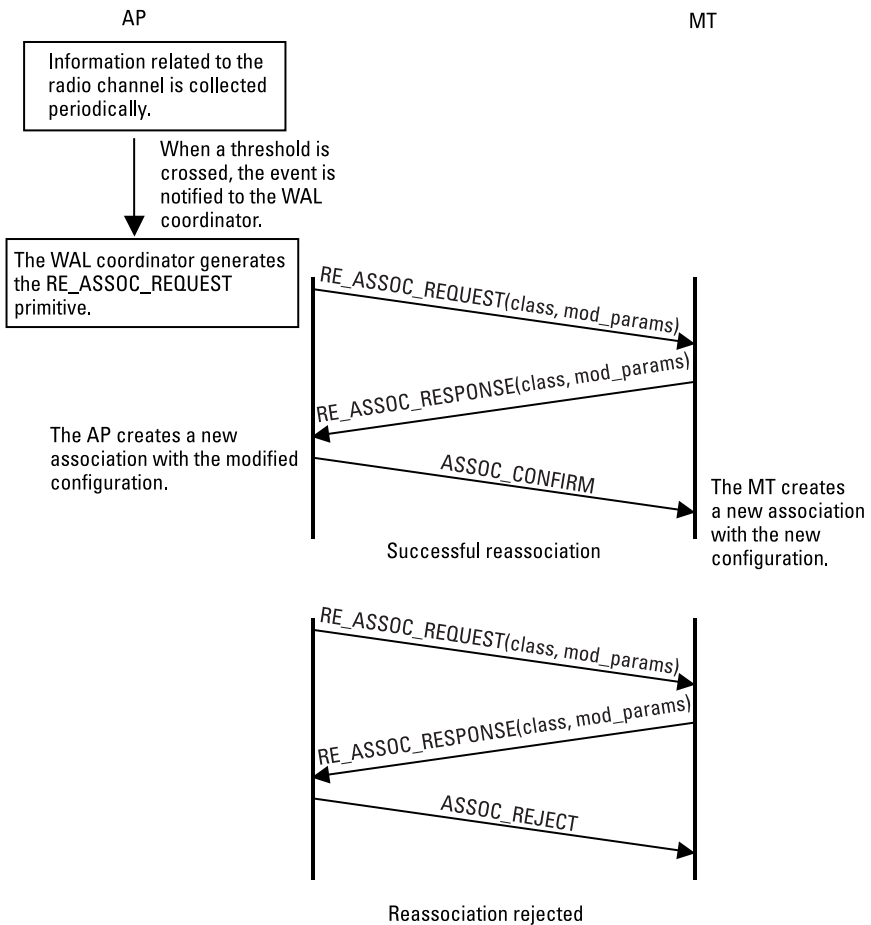 AP
MT
Information related to the
radio channel is collected
periodically.
When a threshold is
crossed, the event is
notified to the WAL
coordinator.
The WAL coordinator generates
the RE_ASSOC_REQUEST
primitive.
RE_ASSOC_REQUEST(class, mod_params)
RE_ASSOC_RESPONSE(class, mod_params)
The AP creates a new
association with the modified
configuration.
ASSOC_CONFIRM
The MT creates
a new association
with the new
configuration.
Successful reassociation
RE_ASSOC_REQUEST(class, mod_params)
RE_ASSOC_RESPONSE(class, mod_params)
ASSOC_REJECT
Reassociation rejected